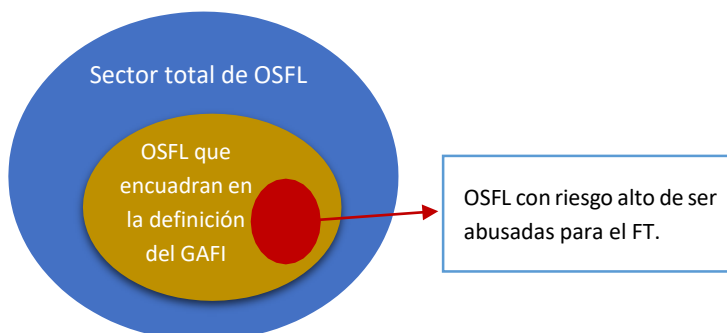 Sector total de OSFL
OSFL que
encuadran en
la definición
del GAFI
OSFL con riesgo alto de ser
abusadas para el FT.